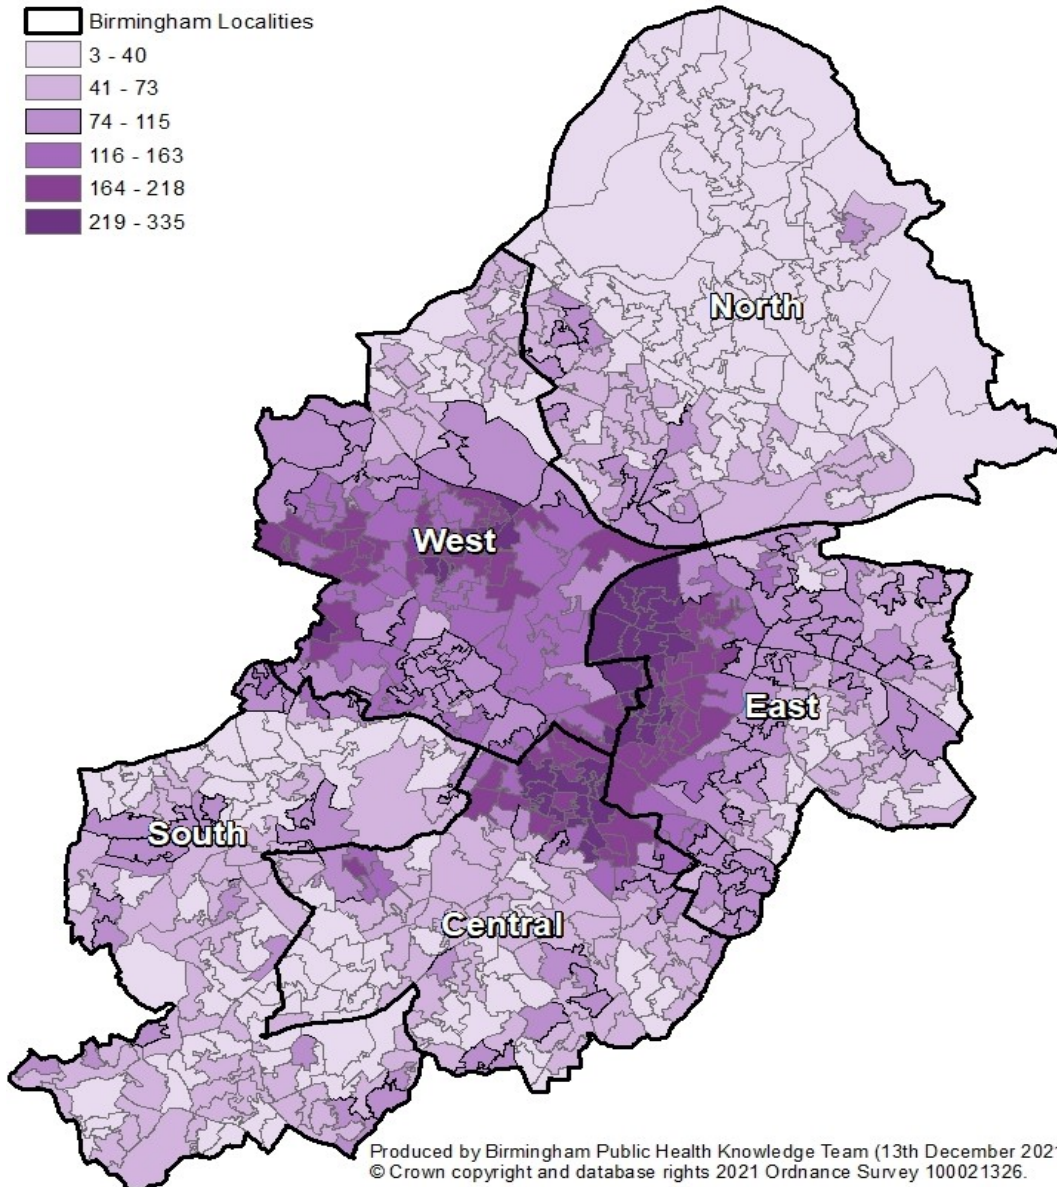 Birmingham Localities
3 - 40
41 - 73
74 - 115
116 - 163
164 - 218
219 - 335
North
West
East
South
Central
Produced by Birmingham Public Health Knowledge Team (13th December 2021
© Crown copyright and database rights 2021 Ordnance Survey 100021326.